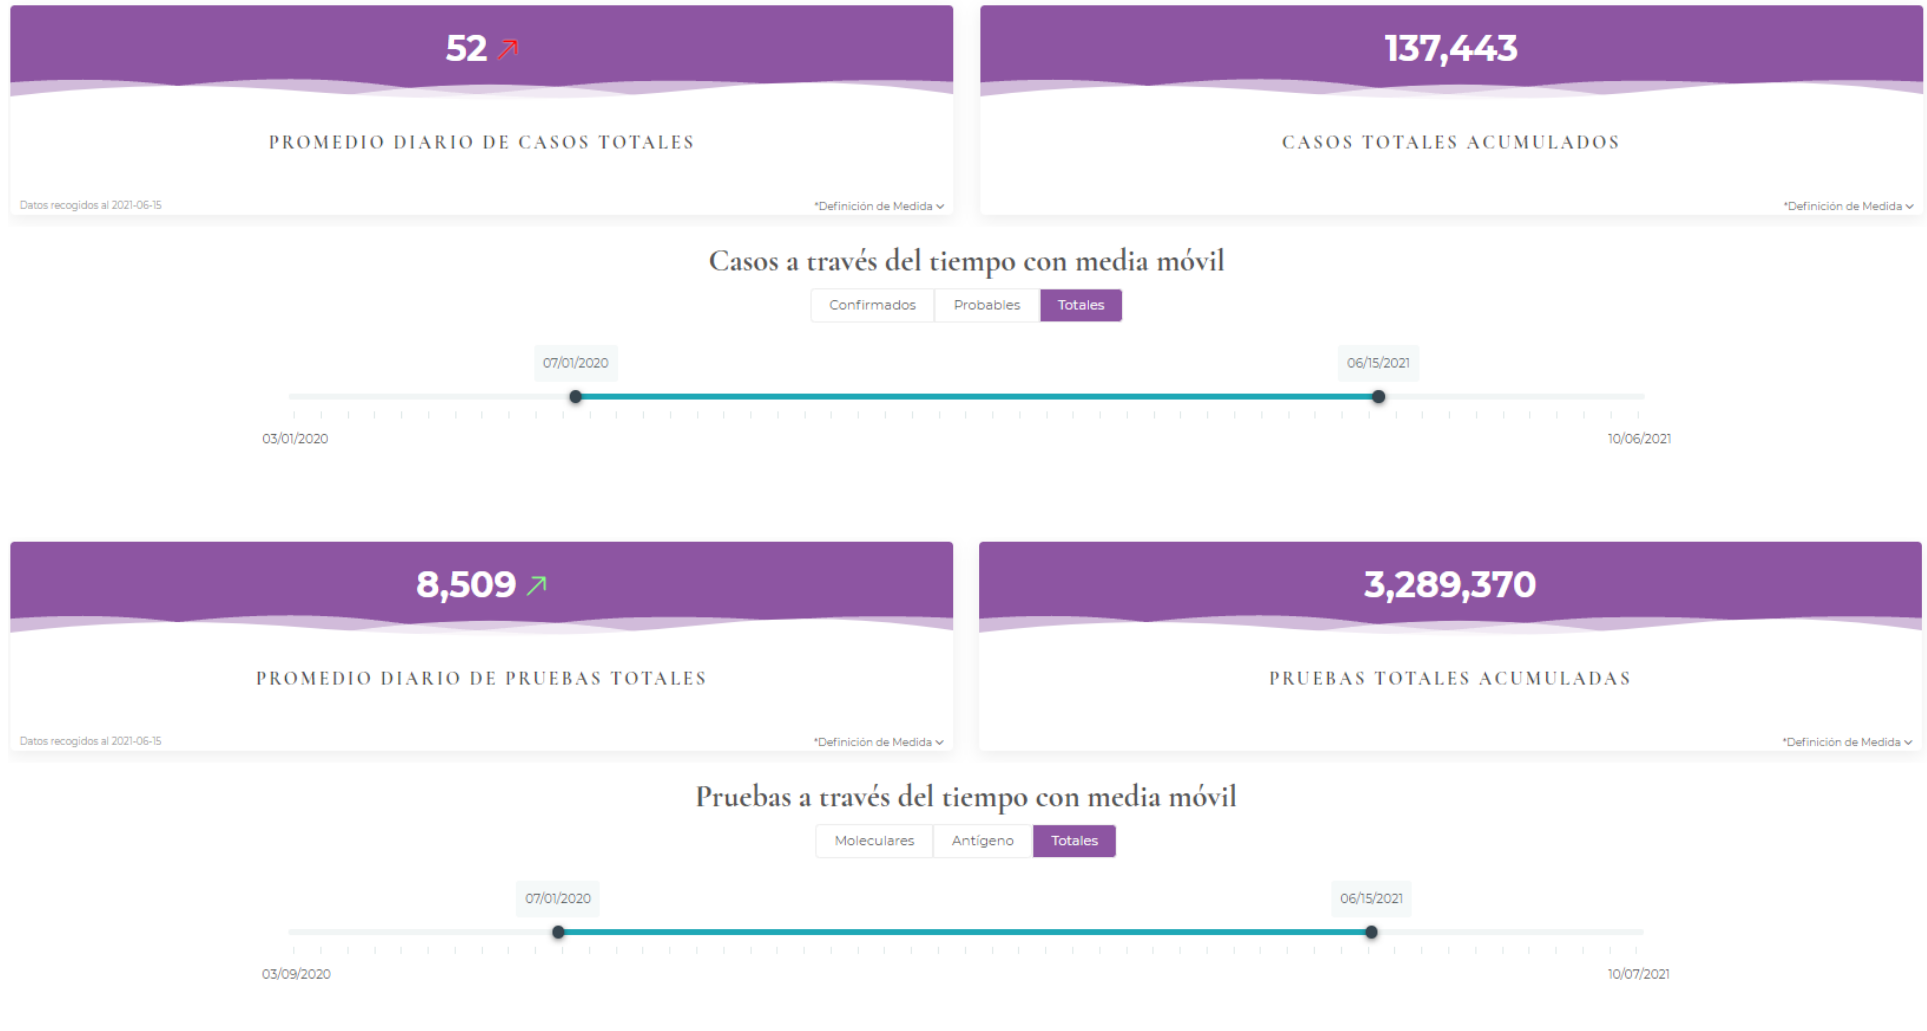 52
137,443
PROMEDIO DIARIO DE CASOS TOTALES
CASOS TOTALES ACUMULADOS
Datos recogidos al 2021-06-15
*Definición de Medida
*Definición de Medida
Casos a través del tiempo con media móvil
Confirmados Probables Totales
07/01/2020 06/15/2021
03/01/2020 10/06/2021
8,509
3,289,370
PROMEDIO DIARIO DE PRUEBAS TOTALES
PRUEBAS TOTALES ACUMULADAS
Datos recogidos al 2021-06-15
*Definición de Medida
*Definición de Medida
Pruebas a través del tiempo con media móvil
Moleculares Antígeno Totales
07/01/2020 06/15/2021
03/09/2020 10/07/2021